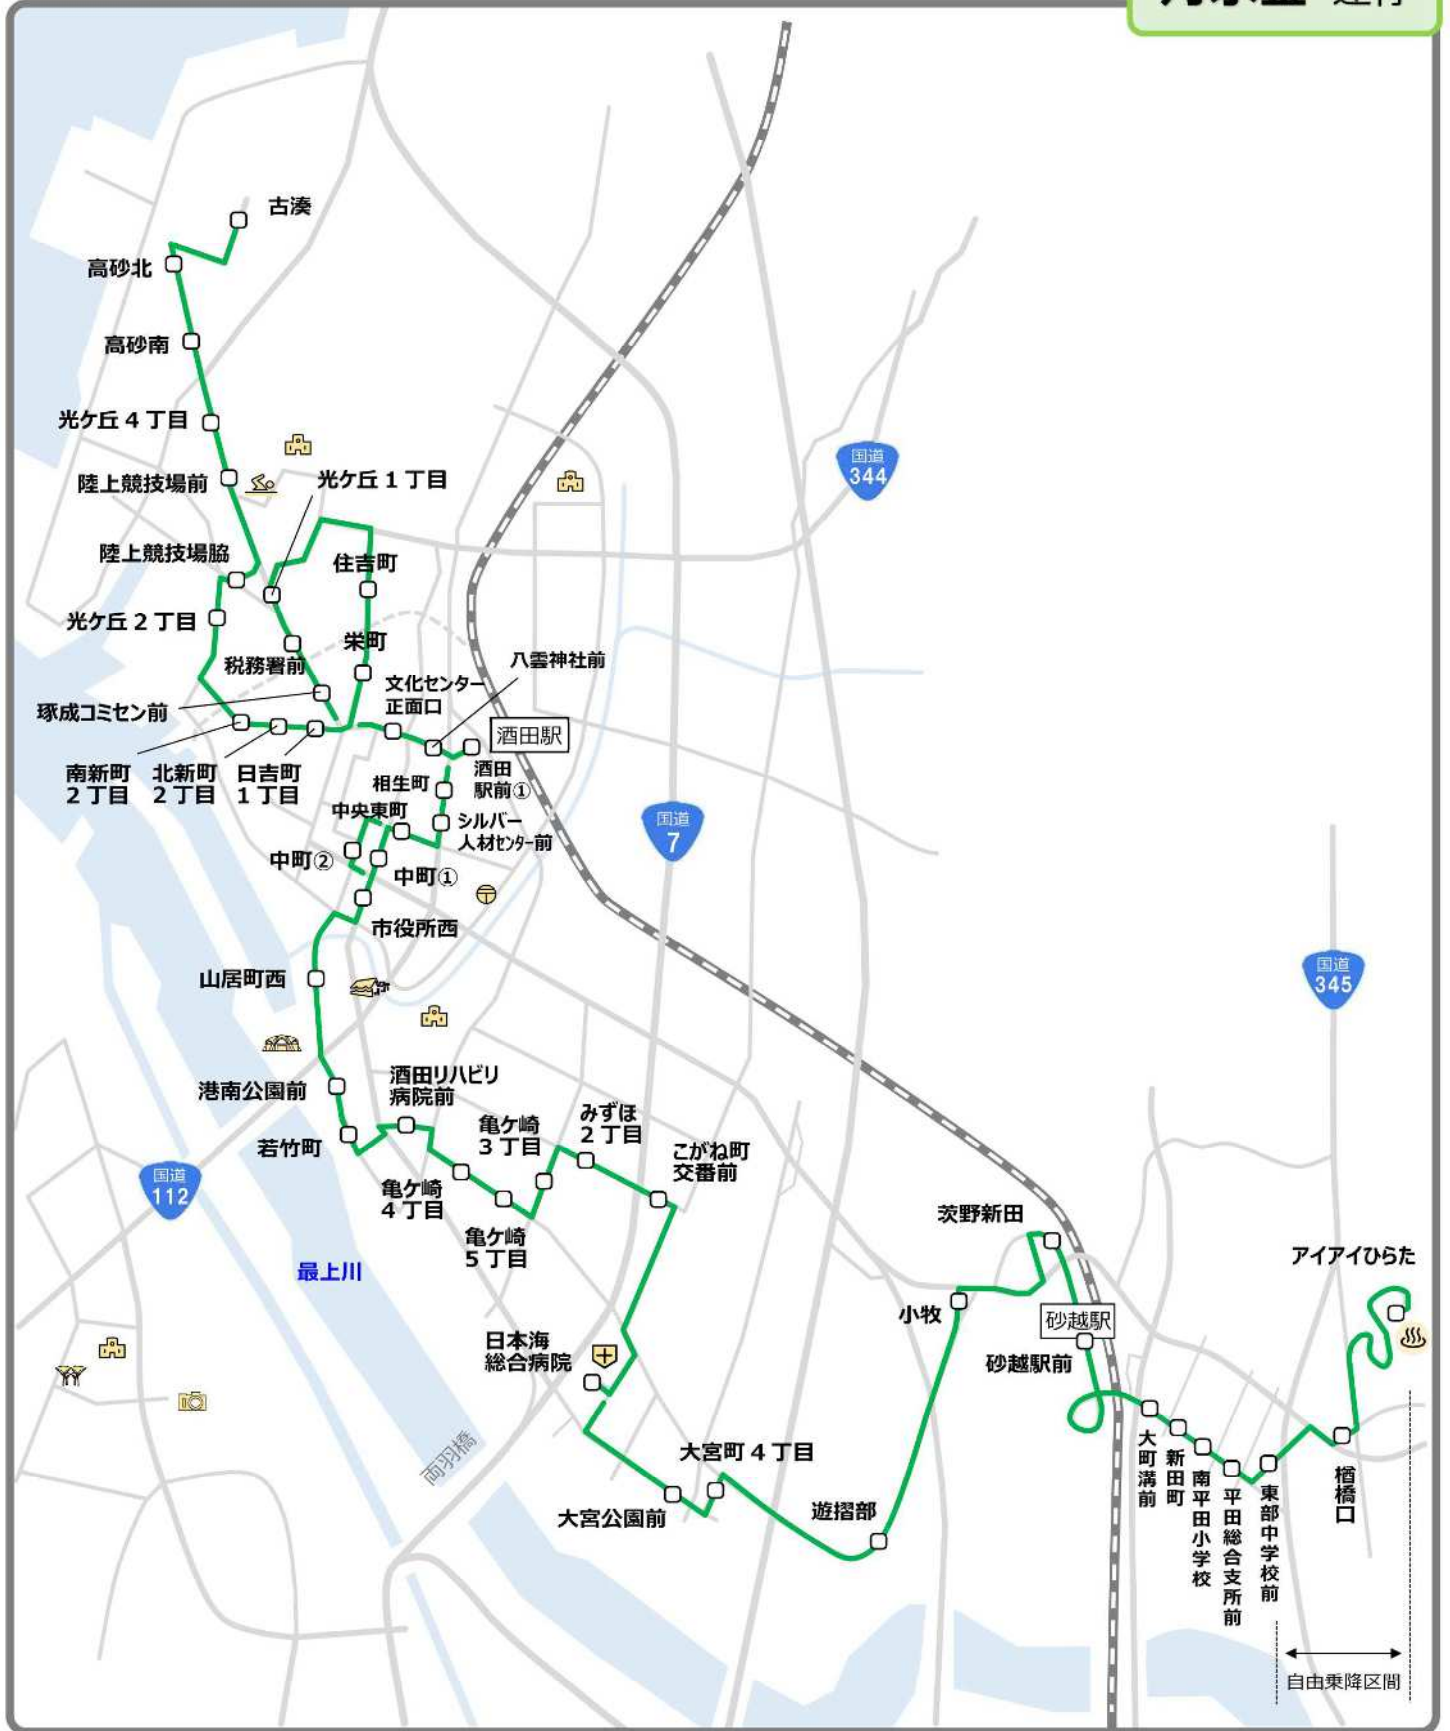 月水金 運行
古湊
高砂北
高砂南
光ケ丘4丁目
国道
344
陸上競技場前
光ケ丘1丁目
陸上競技場脇
住吉町
光ケ丘2丁目
栄町
税務署前
八雲神社前
文化センター
正面口
琢成コミセン前
酒田駅
南新町
2丁目
北新町
2丁目
日吉町
1丁目
相生町
酒田
駅前①
中央東町
シルバー
人材センター前
国道
7
中町②
中町①
市役所西
山居町西
国道
345
港南公園前
酒田リハビリ
病院前
若竹町
亀ケ崎
3丁目
みずほ
2丁目
こがね町
交番前
国道
112
亀ケ崎
4丁目
亀ケ崎
5丁目
茨野新田
最上川
アイアイひらた
小牧
砂越駅
日本海
総合病院
砂越駅前
両羽橋
大宮町4丁目
大宮公園前
遊摺部
大町溝前
新田町
南平田小学校
平田総合支所前
東部中学校前
楢橋口
自由乗降区間